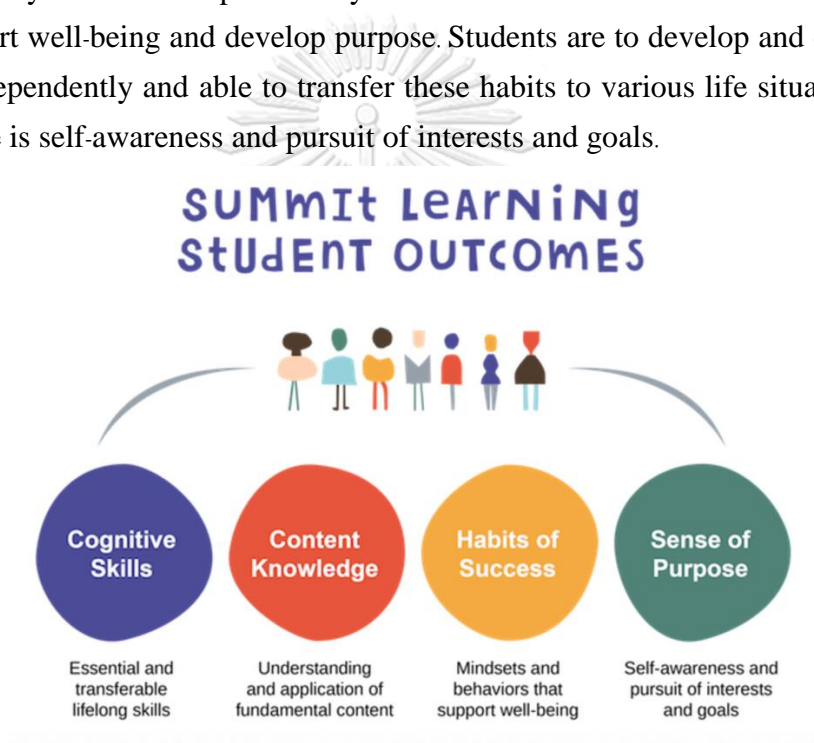 rt well-being and develop purpose. Students are to develop and
ependently and able to transfer these habits to various life situa
is self-awareness and pursuit of interests and goals.
SUMMIT LEARNING
STUDENT OUTCOMES
Cognitive Skills
Content Knowledge
Habits of Success
Sense of Purpose
Essential and transferable lifelong skills
Understanding and application of fundamental content
Mindsets and behaviors that support well-being
Self-awareness and pursuit of interests and goals